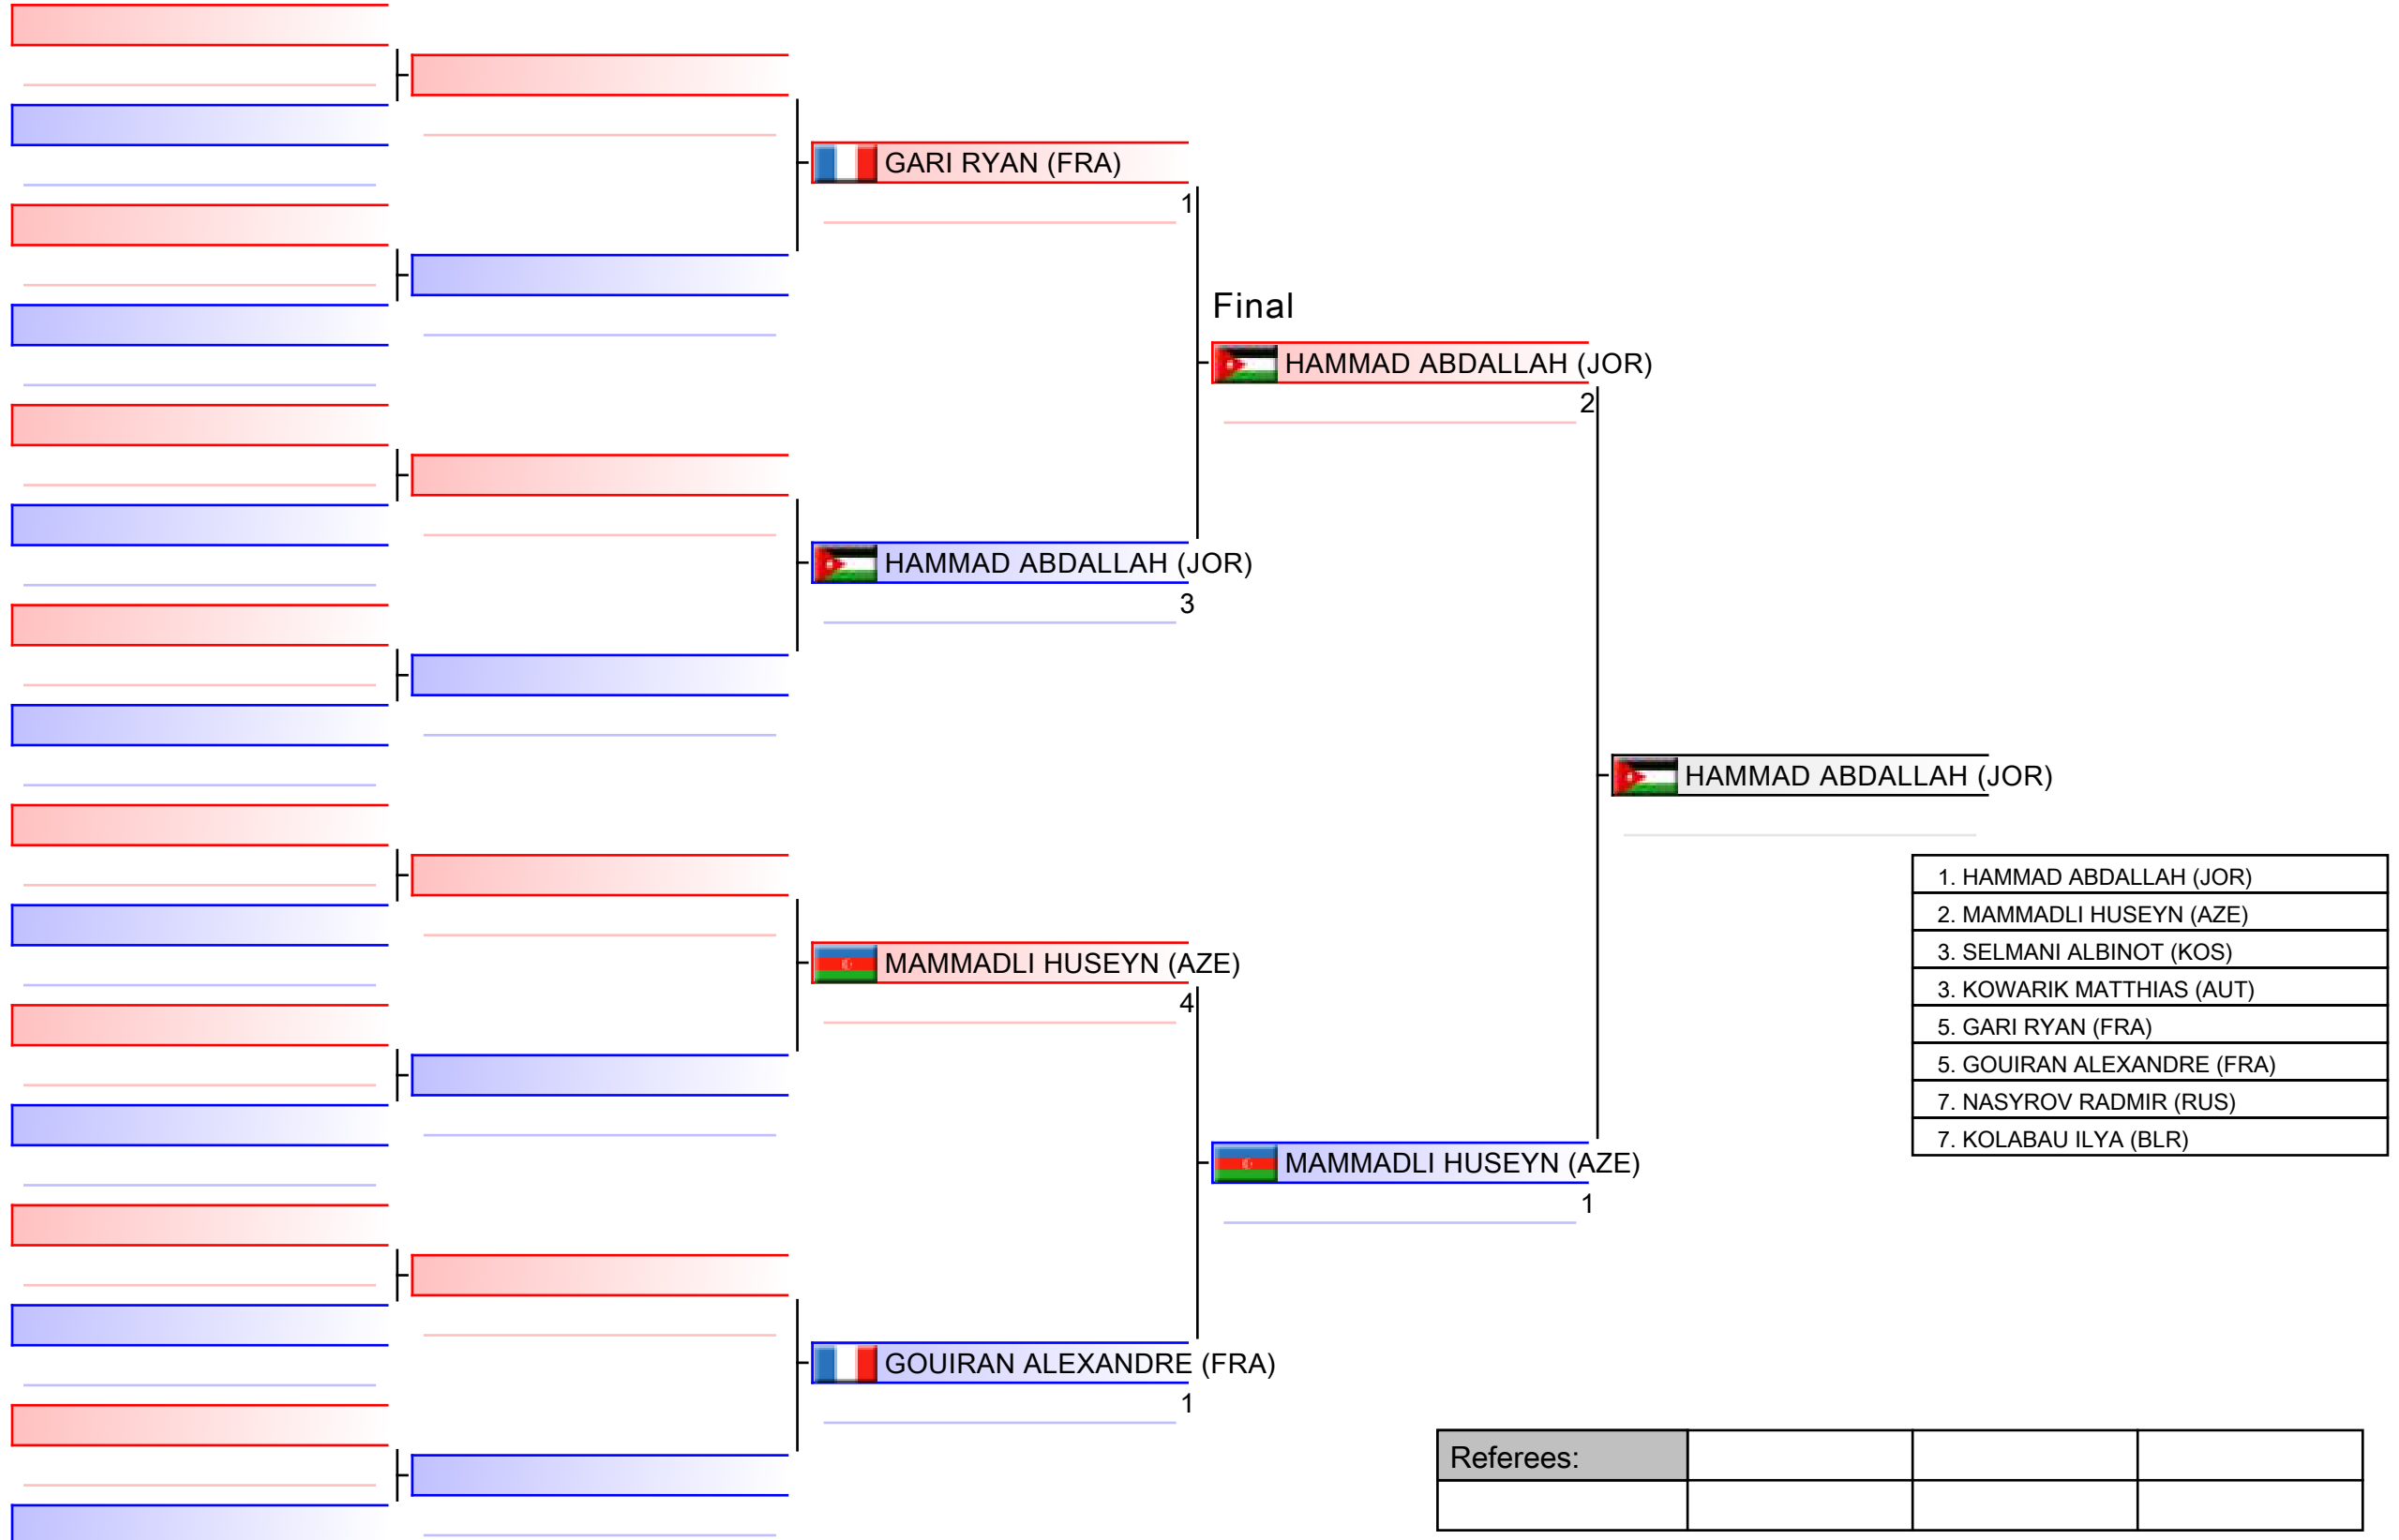 GARI RYAN (FRA)
1
Final
HAMMAD ABDALLAH (JOR)
2
HAMMAD ABDALLAH (JOR)
3
HAMMAD ABDALLAH (JOR)
1. HAMMAD ABDALLAH (JOR)
2. MAMMADLI HUSEYN (AZE)
3. SELMANI ALBINOT (KOS)
3. KOWARIK MATTHIAS (AUT)
5. GARI RYAN (FRA)
5. GOUIRAN ALEXANDRE (FRA)
7. NASYROV RADMIR (RUS)
7. KOLABAU ILYA (BLR)
MAMMADLI HUSEYN (AZE)
4
MAMMADLI HUSEYN (AZE)
1
GOUIRAN ALEXANDRE (FRA)
1
Referees: